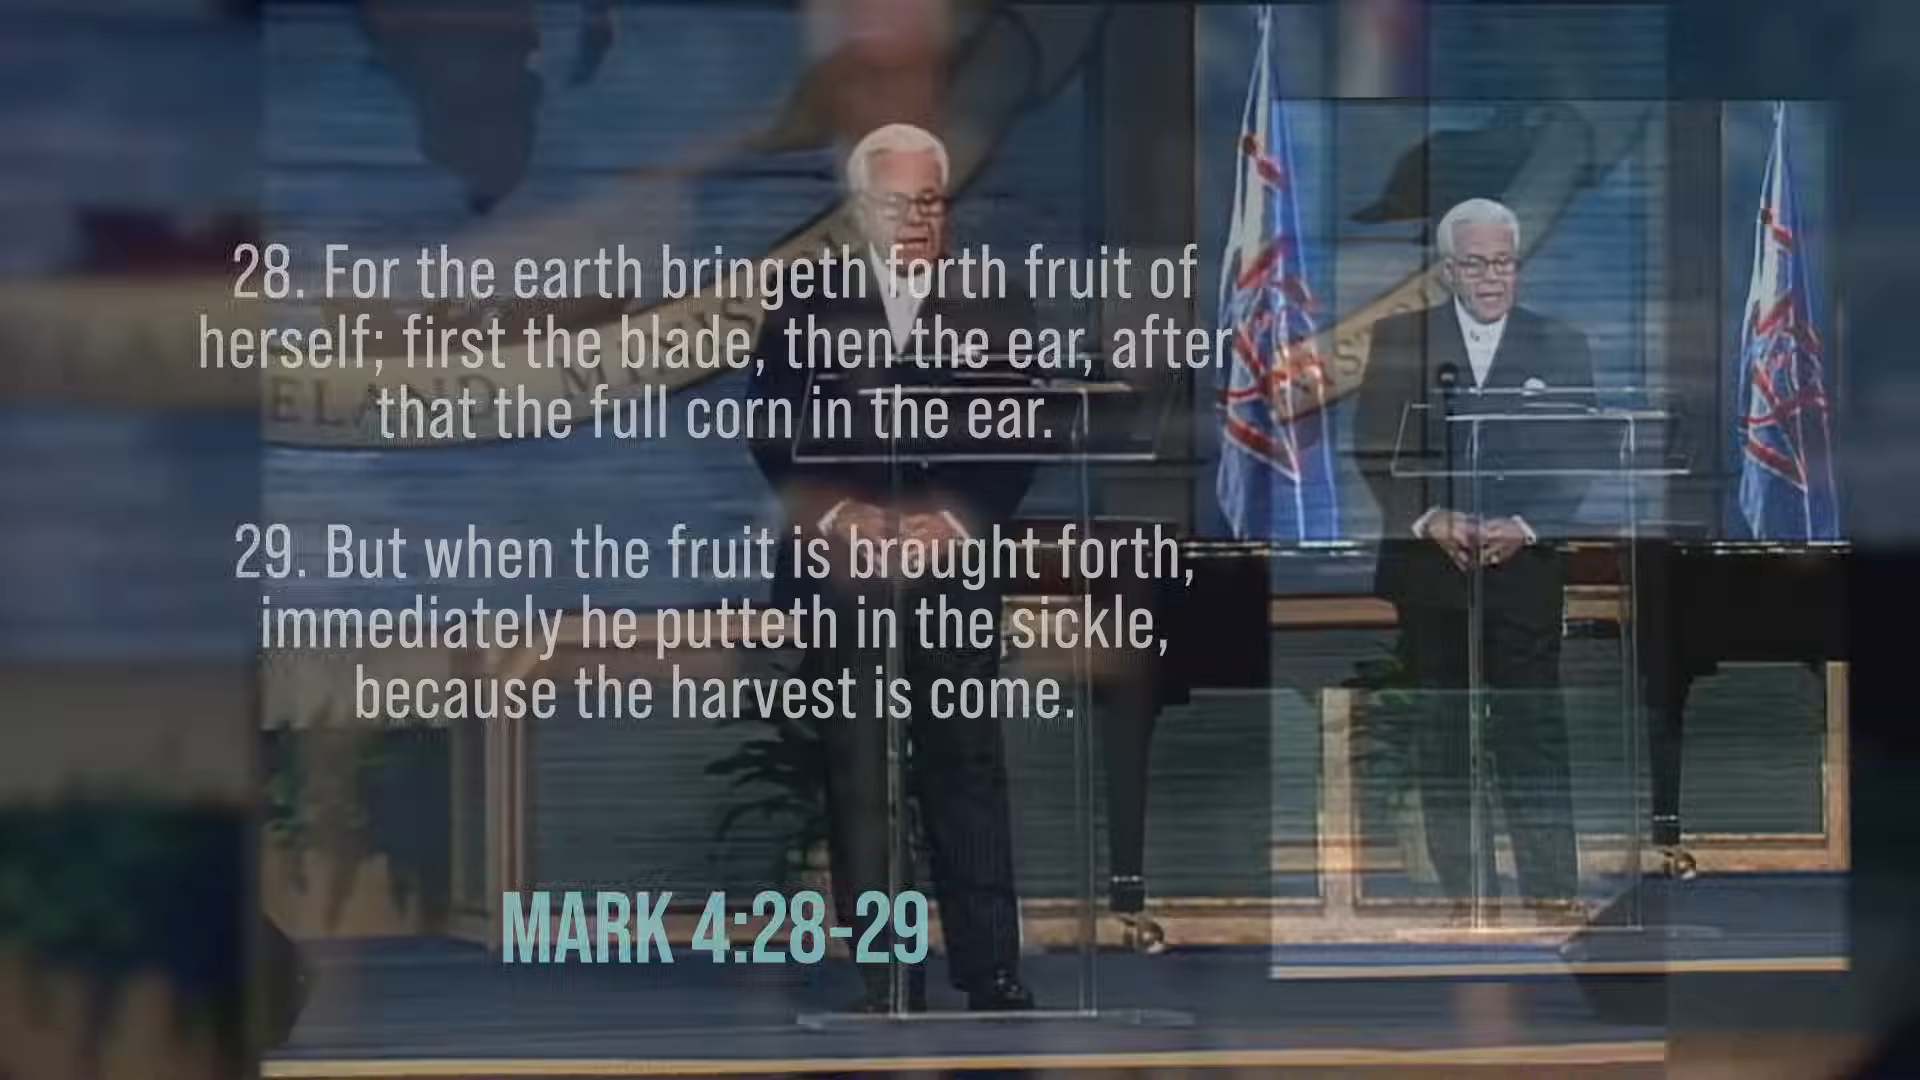 28. For the earth bringeth forth fruit of
herself; first the blade, then the ear, after
that the full corn in the ear.
29. But when the fruit is brought forth,
immediately he putteth in the sickle,
because the harvest is come.
MARK 4:28-29